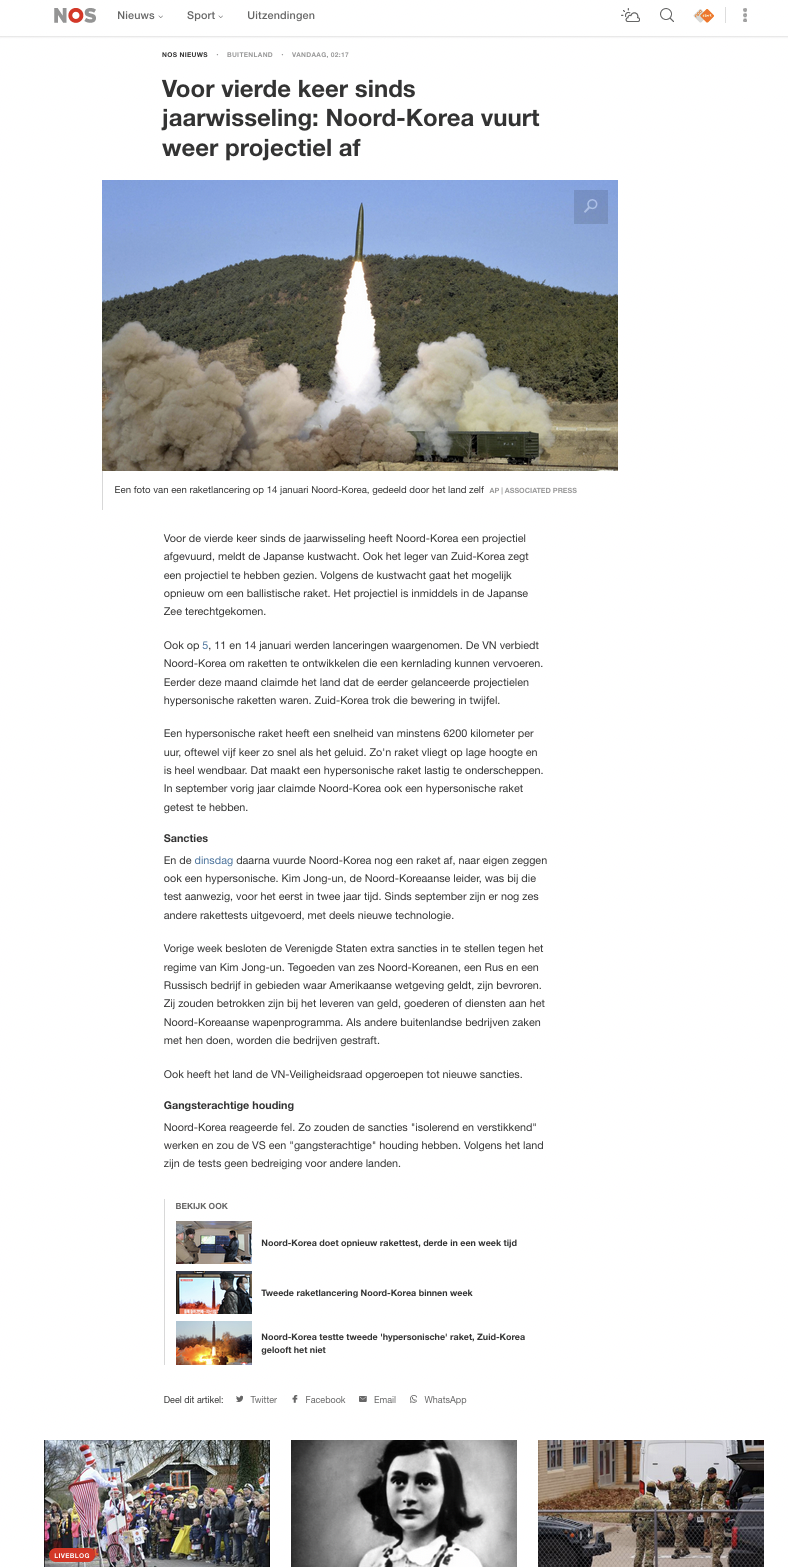 NOS Nieuws Sport Uitzendingen
NOS NIEUWS · BUITENLAND · VANDAAG, 02:17
Voor vierde keer sinds
jaarwisseling: Noord-Korea vuurt
weer projectiel af
Een foto van een raketlancering op 14 januari Noord-Korea, gedeeld door het land zelf AP | ASSOCIATED PRESS
Voor de vierde keer sinds de jaarwisseling heeft Noord-Korea een projectiel
afgevuurd, meldt de Japanse kustwacht. Ook het leger van Zuid-Korea zegt
een projectiel te hebben gezien. Volgens de kustwacht gaat het mogelijk
opnieuw om een ballistische raket. Het projectiel is inmiddels in de Japanse
Zee terechtgekomen.
Ook op 5, 11 en 14 januari werden lanceringen waargenomen. De VN verbiedt
Noord-Korea om raketten te ontwikkelen die een kernlading kunnen vervoeren.
Eerder deze maand claimde het land dat de eerder gelanceerde projectielen
hypersonische raketten waren. Zuid-Korea trok die bewering in twijfel.
Een hypersonische raket heeft een snelheid van minstens 6200 kilometer per
uur, oftewel vijf keer zo snel als het geluid. Zo'n raket vliegt op lage hoogte en
is heel wendbaar. Dat maakt een hypersonische raket lastig te onderscheppen.
In september vorig jaar claimde Noord-Korea ook een hypersonische raket
getest te hebben.
Sancties
En de dinsdag daarna vuurde Noord-Korea nog een raket af, naar eigen zeggen
ook een hypersonische. Kim Jong-un, de Noord-Koreaanse leider, was bij die
test aanwezig, voor het eerst in twee jaar tijd. Sinds september zijn er nog zes
andere rakettests uitgevoerd, met deels nieuwe technologie.
Vorige week besloten de Verenigde Staten extra sancties in te stellen tegen het
regime van Kim Jong-un. Tegoeden van zes Noord-Koreanen, een Rus en een
Russisch bedrijf in gebieden waar Amerikaanse wetgeving geldt, zijn bevroren.
Zij zouden betrokken zijn bij het leveren van geld, goederen of diensten aan het
Noord-Koreaanse wapenprogramma. Als andere buitenlandse bedrijven zaken
met hen doen, worden die bedrijven gestraft.
Ook heeft het land de VN-Veiligheidsraad opgeroepen tot nieuwe sancties.
Gangsterachtige houding
Noord-Korea reageerde fel. Zo zouden de sancties "isolerend en verstikkend"
werken en zou de VS een "gangsterachtige" houding hebben. Volgens het land
zijn de tests geen bedreiging voor andere landen.
BEKIJK OOK
Noord-Korea doet opnieuw rakettest, derde in een week tijd
Tweede raketlancering Noord-Korea binnen week
Noord-Korea testte tweede 'hypersonische' raket, Zuid-Korea
gelooft het niet
Deel dit artikel: Twitter Facebook Email WhatsApp
LIVEBLOG